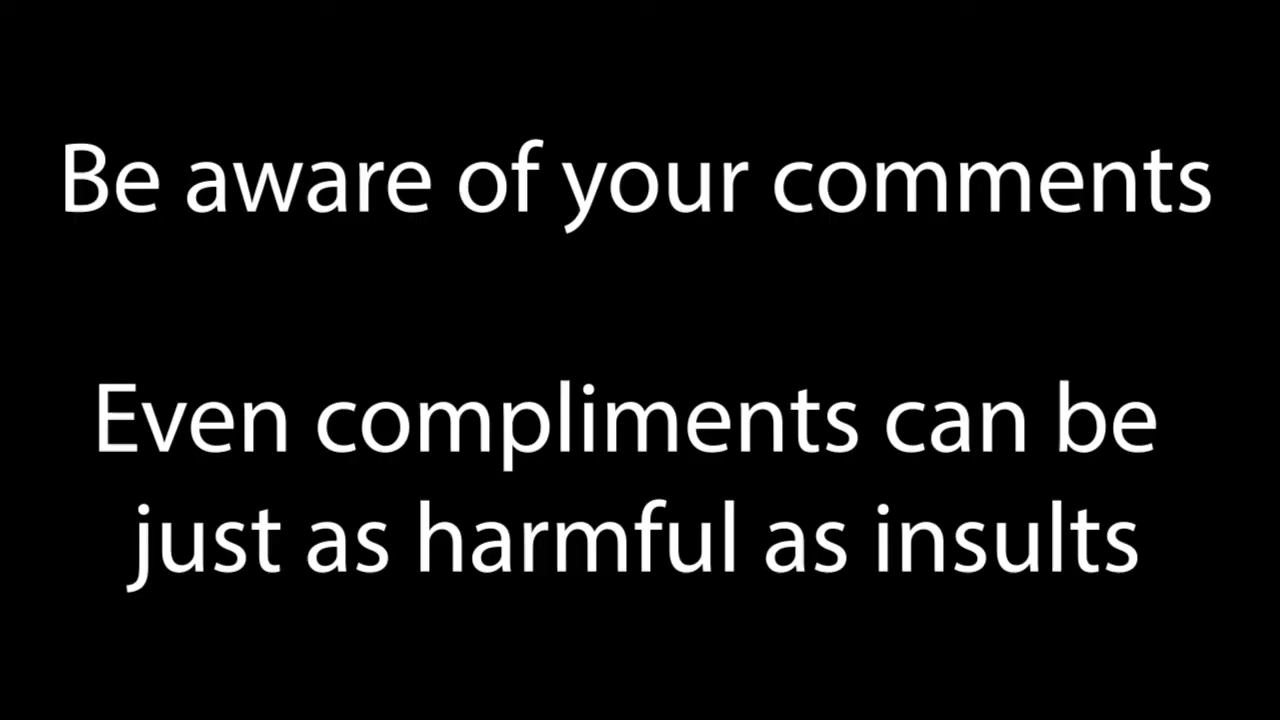 Be aware of your comments
Even compliments can be
just as harmful as insults